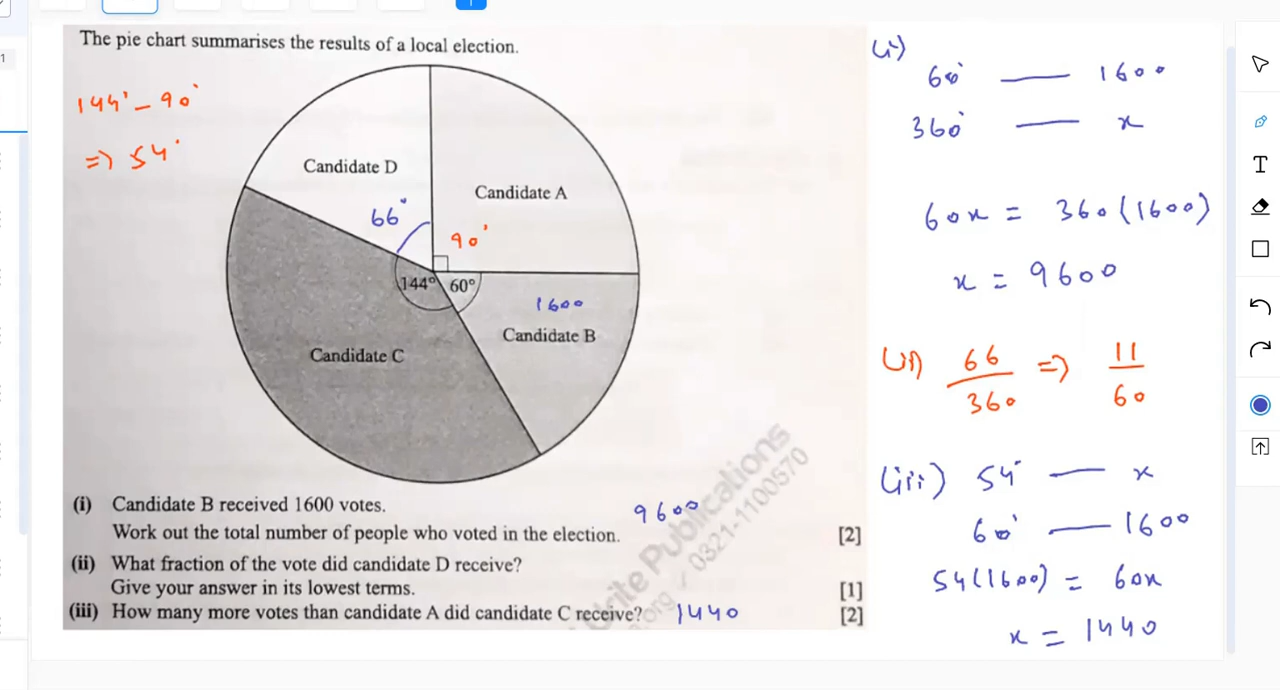 The pie chart summarises the results of a local election.
144° - 90°
=> 54°
Candidate D
Candidate A
66°
90°
144°
60°
1600
Candidate B
Candidate C
(i) Candidate B received 1600 votes.
Work out the total number of people who voted in the election. [2]
9600
(ii) What fraction of the vote did candidate D receive?
Give your answer in its lowest terms. [1]
(iii) How many more votes than candidate A did candidate C receive? 1440 [2]
Publications
0321-1100570
(i)
60° — 1600
360° — x
60x = 360(1600)
x = 9600
(ii) 66/360 => 11/60
(iii) 54° — x
60° — 1600
54(1600) = 60x
x = 1440
T
1